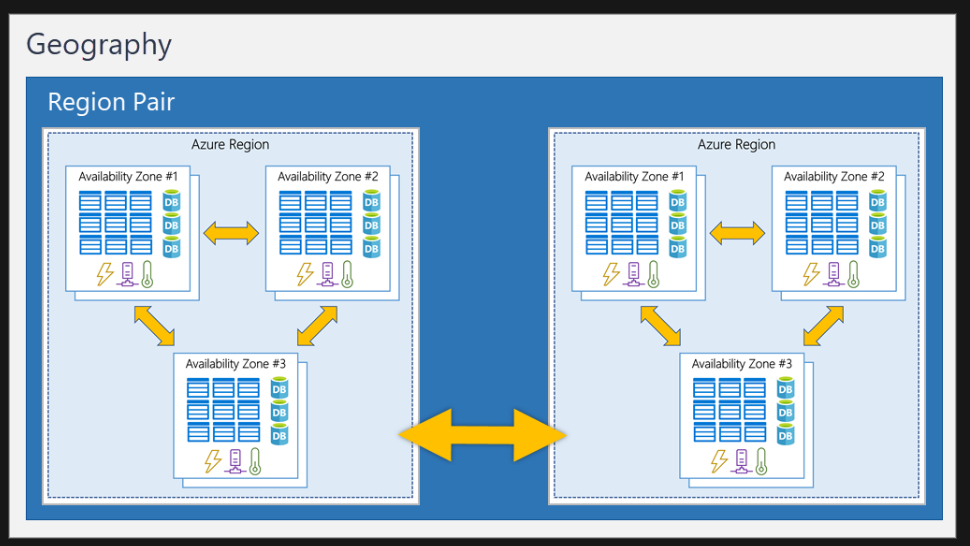 Geography
Region Pair
Azure Region
Availability Zone #1
DB
DB
DB
Availability Zone #2
DB
DB
DB
Availability Zone #3
DB
DB
DB
Azure Region
Availability Zone #1
DB
DB
DB
Availability Zone #2
DB
DB
DB
Availability Zone #3
DB
DB
DB